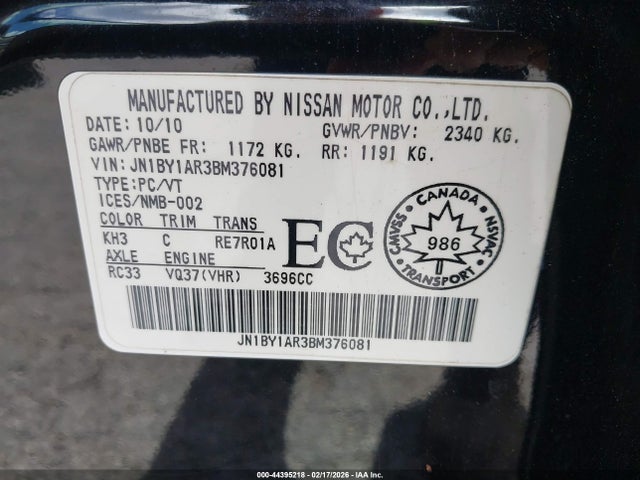 MANUFACTURED BY NISSAN MOTOR CO.,LTD.
DATE: 10/10 GVWR/PNBV: 2340 KG.
GAWR/PNBE FR: 1172 KG. RR: 1191 KG.
VIN: JN1BY1AR3BM376081
TYPE: PC/VT
ICES/NMB-002
COLOR TRIM TRANS
KH3 C RE7R01A
AXLE ENGINE
RC33 VQ37(VHR) 3696CC
EC
CANADA
CMVSS 986 NSVAC
TRANSPORT
JN1BY1AR3BM376081
000-44395218 - 02/17/2026 - IAA, Inc.